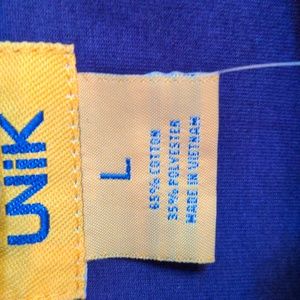 UNiK
L
65% COTTON
35% POLYESTER
MADE IN VIETNAM